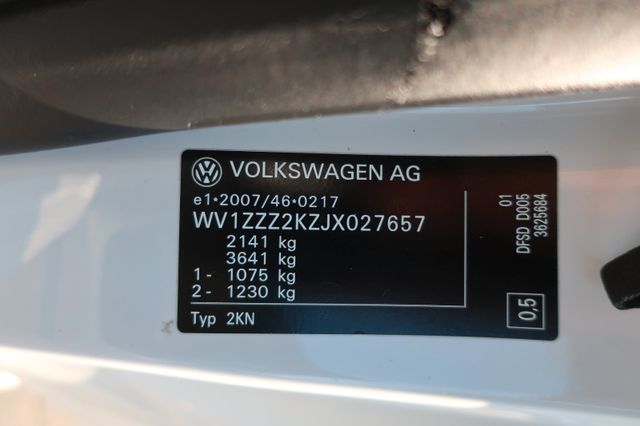 VOLKSWAGEN AG
e1*2007/46*0217
WV1ZZZ2KZJX027657
2141 kg
3641 kg
1- 1075 kg
2- 1230 kg
Typ 2KN
01
DFSD D005
3625684
0,5